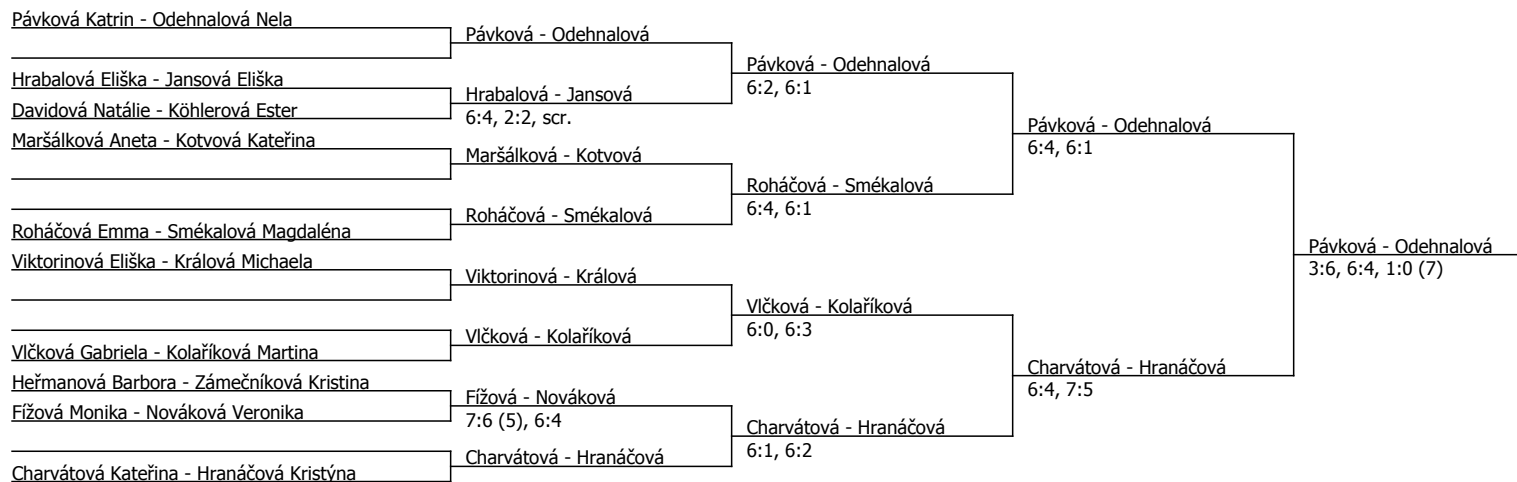 Pávková Katrin - Odehnalová Nela
Hrabalová Eliška - Jansová Eliška
Davidová Natálie - Köhlerová Ester
Maršálková Aneta - Kotvová Kateřina
Roháčová Emma - Smékalová Magdaléna
Viktorinová Eliška - Králová Michaela
Vlčková Gabriela - Kolaříková Martina
Heřmanová Barbora - Zámečníková Kristina
Fížová Monika - Nováková Veronika
Charvátová Kateřina - Hranáčová Kristýna
Pávková - Odehnalová
Hrabalová - Jansová
6:4, 2:2, scr.
Maršálková - Kotvová
Roháčová - Smékalová
Viktorinová - Králová
Vlčková - Kolaříková
Fížová - Nováková
7:6 (5), 6:4
Charvátová - Hranáčová
Pávková - Odehnalová
6:2, 6:1
Roháčová - Smékalová
6:4, 6:1
Vlčková - Kolaříková
6:0, 6:3
Charvátová - Hranáčová
6:1, 6:2
Pávková - Odehnalová
6:4, 6:1
Charvátová - Hranáčová
6:4, 7:5
Pávková - Odehnalová
3:6, 6:4, 1:0 (7)